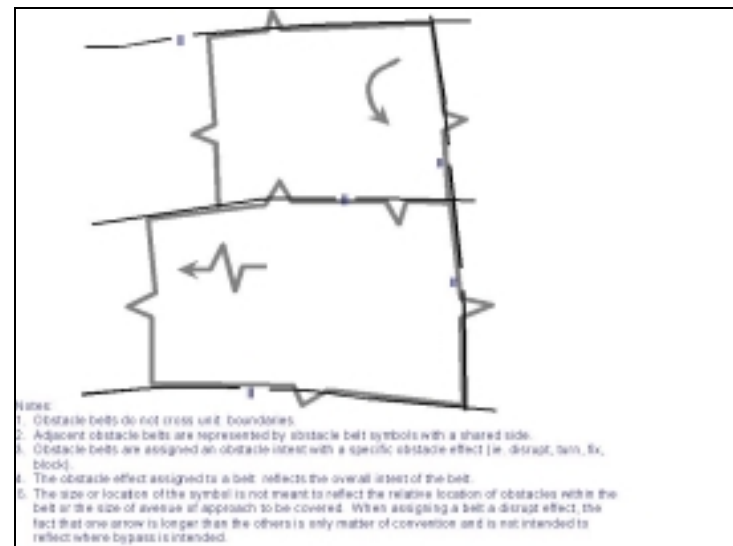 Notes:
1. Obstacle belts do not cross unit boundaries.
2. Adjacent obstacle belts are represented by obstacle belt symbols with a shared side.
3. Obstacle belts are assigned an obstacle intent with a specific obstacle effect (ie. disrupt, turn, fix,
block).
4. The obstacle effect assigned to a belt reflects the overall intent of the belt.
5. The size or location of the symbol is not meant to reflect the relative location of obstacles within the
belt or the size of avenue of approach to be covered. When assigning a belt a disrupt effect, the
fact that one arrow is longer than the others is only matter of convention and is not intended to
reflect where bypass is intended.